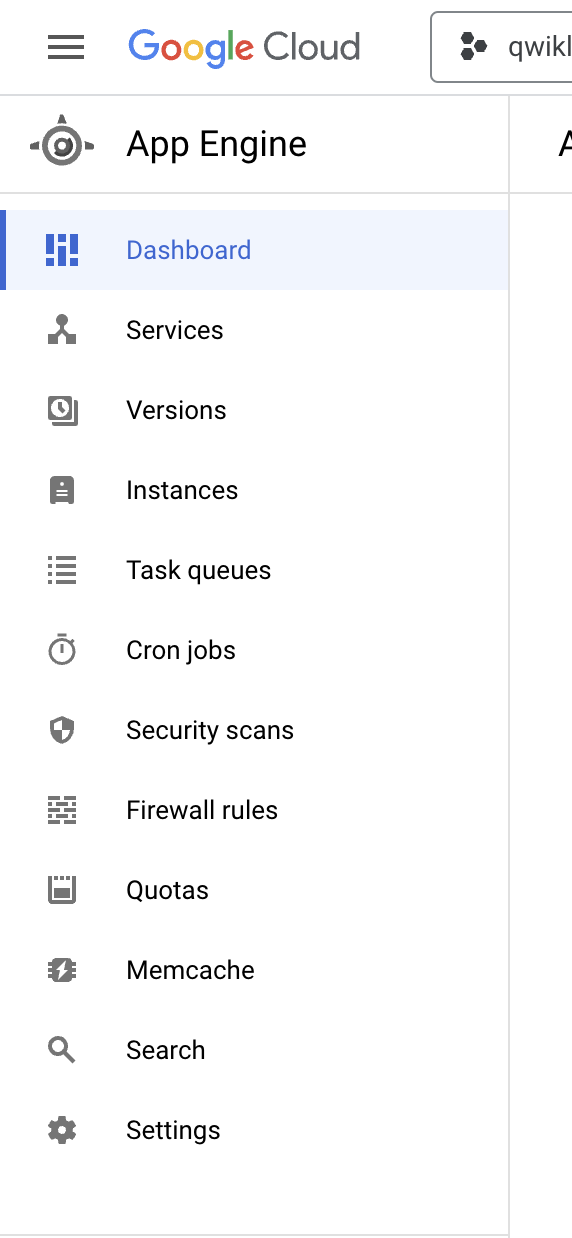 Google Cloud
qwikl
App Engine
A
Dashboard
Services
Versions
Instances
Task queues
Cron jobs
Security scans
Firewall rules
Quotas
Memcache
Search
Settings